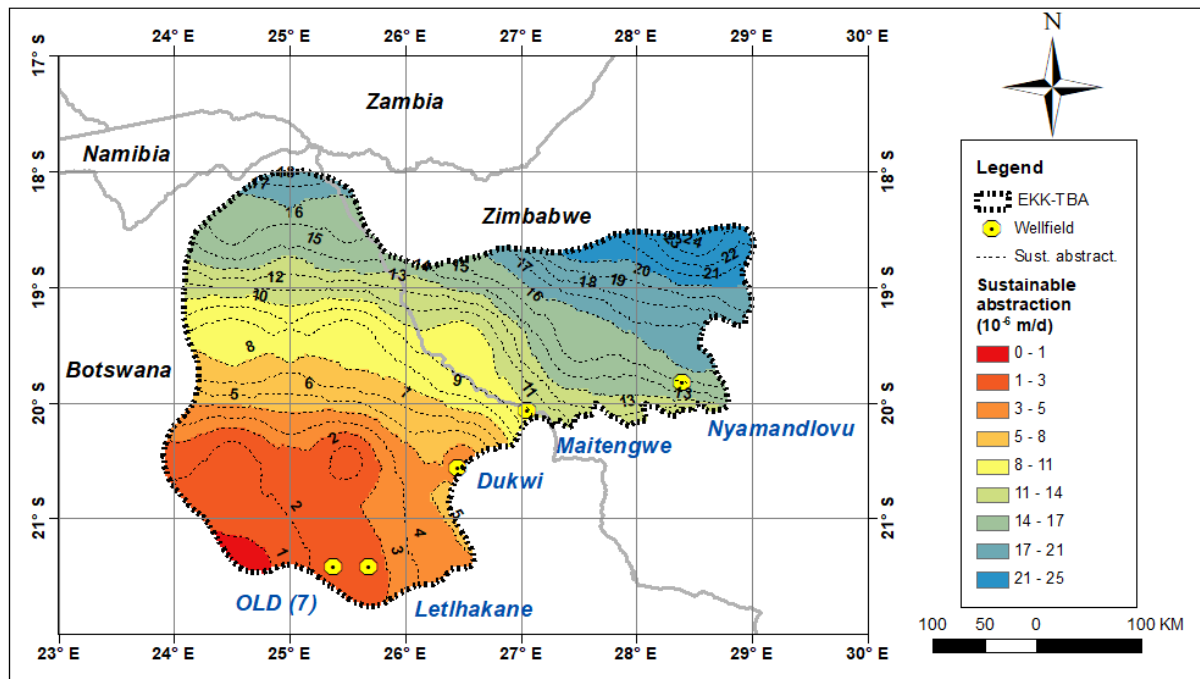 N
24° E 25° E 26° E 27° E 28° E 29° E 30° E
17° S 17° S
Zambia
Namibia
18° S 18° S
Zimbabwe
18
17
16
15
15
13
12
10
17
16
18 19 20
21
22
24
19° S 19° S
Botswana
8
9
11
6
5
13
13
20° S 20° S
Nyamandlovu
Maitengwe
Dukwi
2
2
5
4
3
1
21° S 21° S
OLD (7)
Letlhakane
23 E 24° E 25° E 26° E 27° E 28° E 29° E 30° E
Legend
EKK-TBA
Wellfield
Sust. abstract.
Sustainable
abstraction
(10⁻⁶ m/d)
0 - 1
1 - 3
3 - 5
5 - 8
8 - 11
11 - 14
14 - 17
17 - 21
21 - 25
100 50 0 100 KM